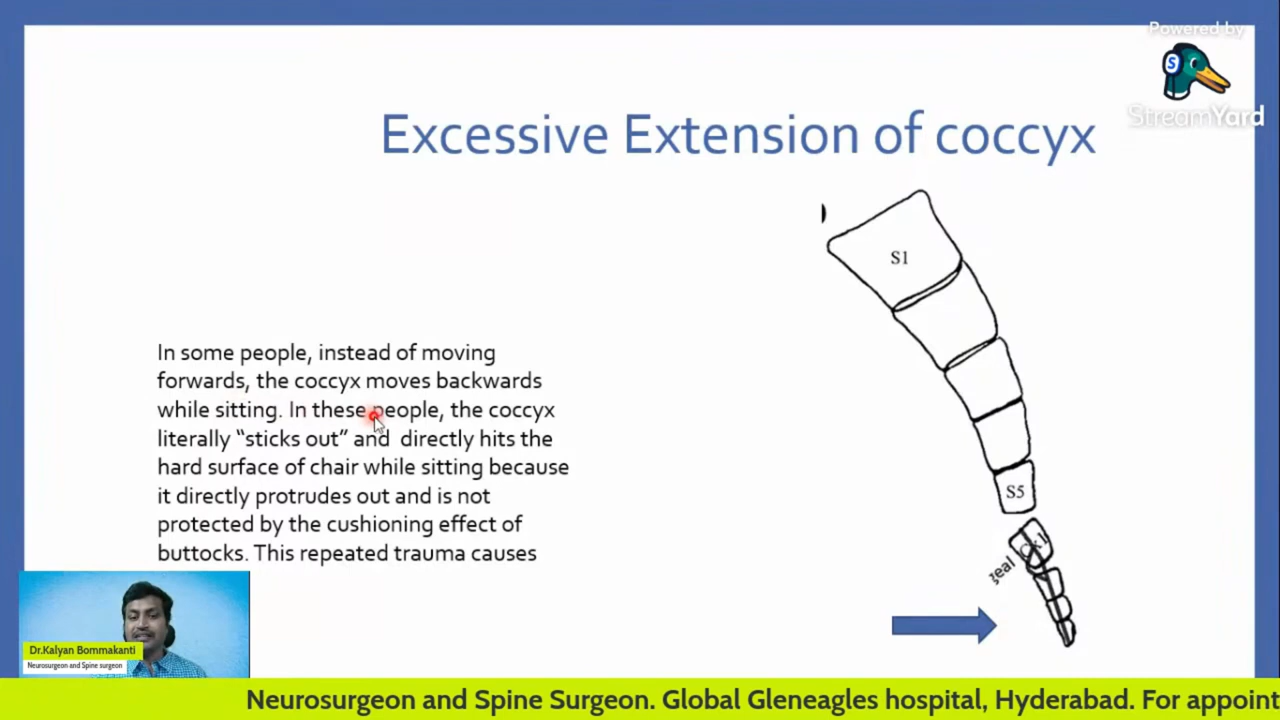 Powered by
StreamYard
Excessive Extension of coccyx
S1
In some people, instead of moving
forwards, the coccyx moves backwards
while sitting. In these people, the coccyx
literally “sticks out” and directly hits the
hard surface of chair while sitting because
it directly protrudes out and is not
protected by the cushioning effect of
buttocks. This repeated trauma causes
S5
Cx1
geal
Dr.Kalyan Bommakanti
Neurosurgeon and Spine surgeon
Neurosurgeon and Spine Surgeon. Global Gleneagles hospital, Hyderabad. For appoint